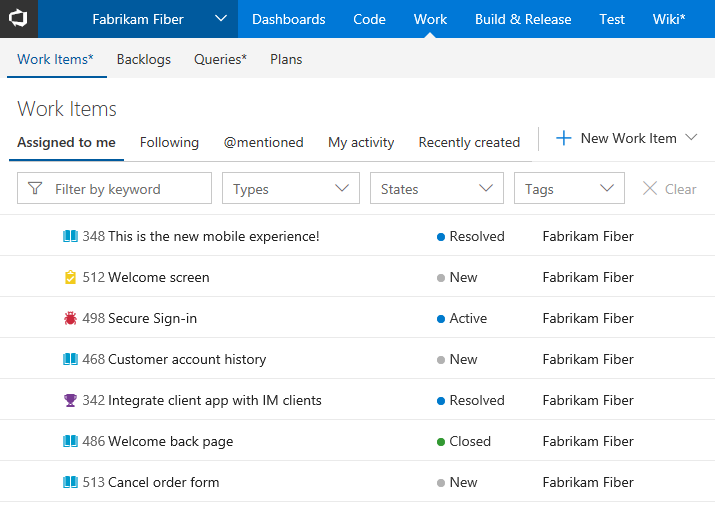 Fabrikam Fiber Dashboards Code Work Build & Release Test Wiki*
Work Items* Backlogs Queries* Plans
Work Items
Assigned to me Following @mentioned My activity Recently created New Work Item
Filter by keyword Types States Tags Clear
348 This is the new mobile experience! Resolved Fabrikam Fiber
512 Welcome screen New Fabrikam Fiber
498 Secure Sign-in Active Fabrikam Fiber
468 Customer account history New Fabrikam Fiber
342 Integrate client app with IM clients Resolved Fabrikam Fiber
486 Welcome back page Closed Fabrikam Fiber
513 Cancel order form New Fabrikam Fiber